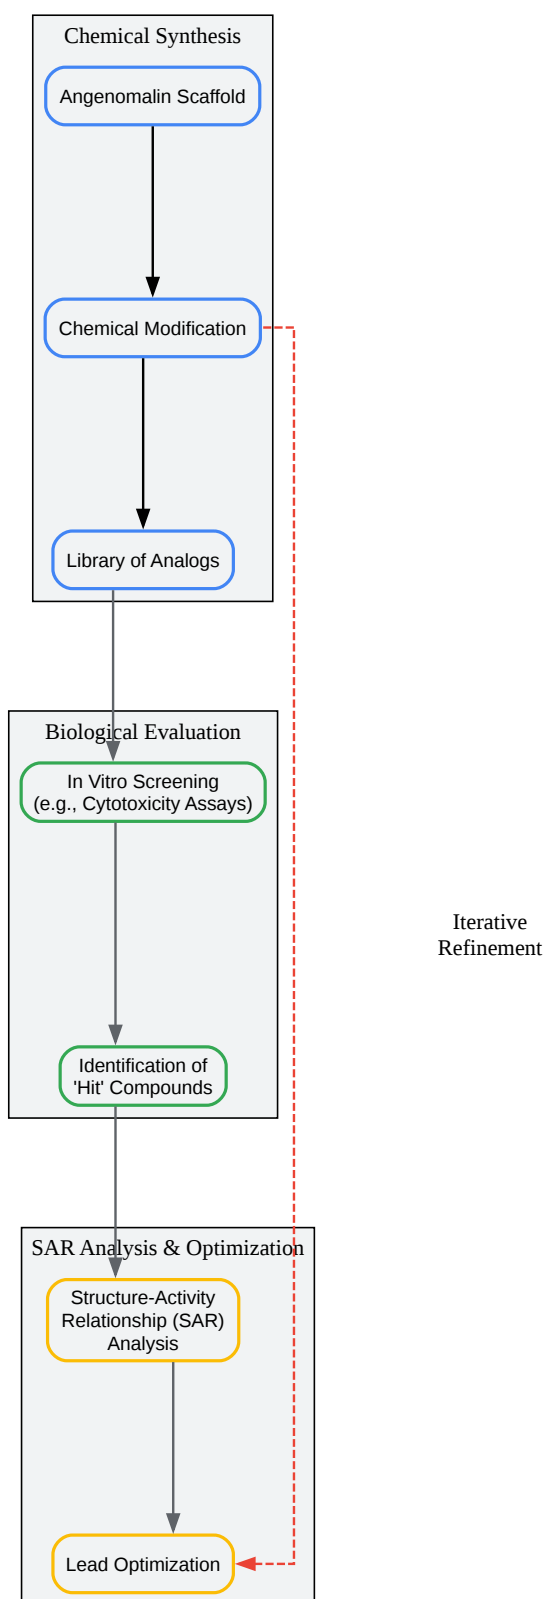 Chemical Synthesis
Angenomalin Scaffold
Chemical Modification
Library of Analogs
Biological Evaluation
In Vitro Screening
(e.g., Cytotoxicity Assays)
Iterative
Refinement
Identification of
'Hit' Compounds
SAR Analysis & Optimization
Structure-Activity
Relationship (SAR)
Analysis
Lead Optimization